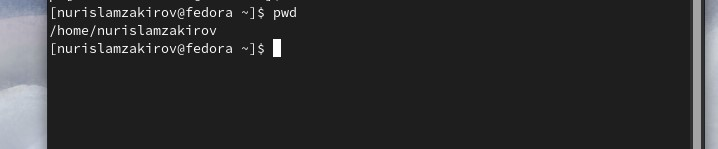 [nurislamzakirov@fedora ~]$ pwd
/home/nurislamzakirov
[nurislamzakirov@fedora ~]$